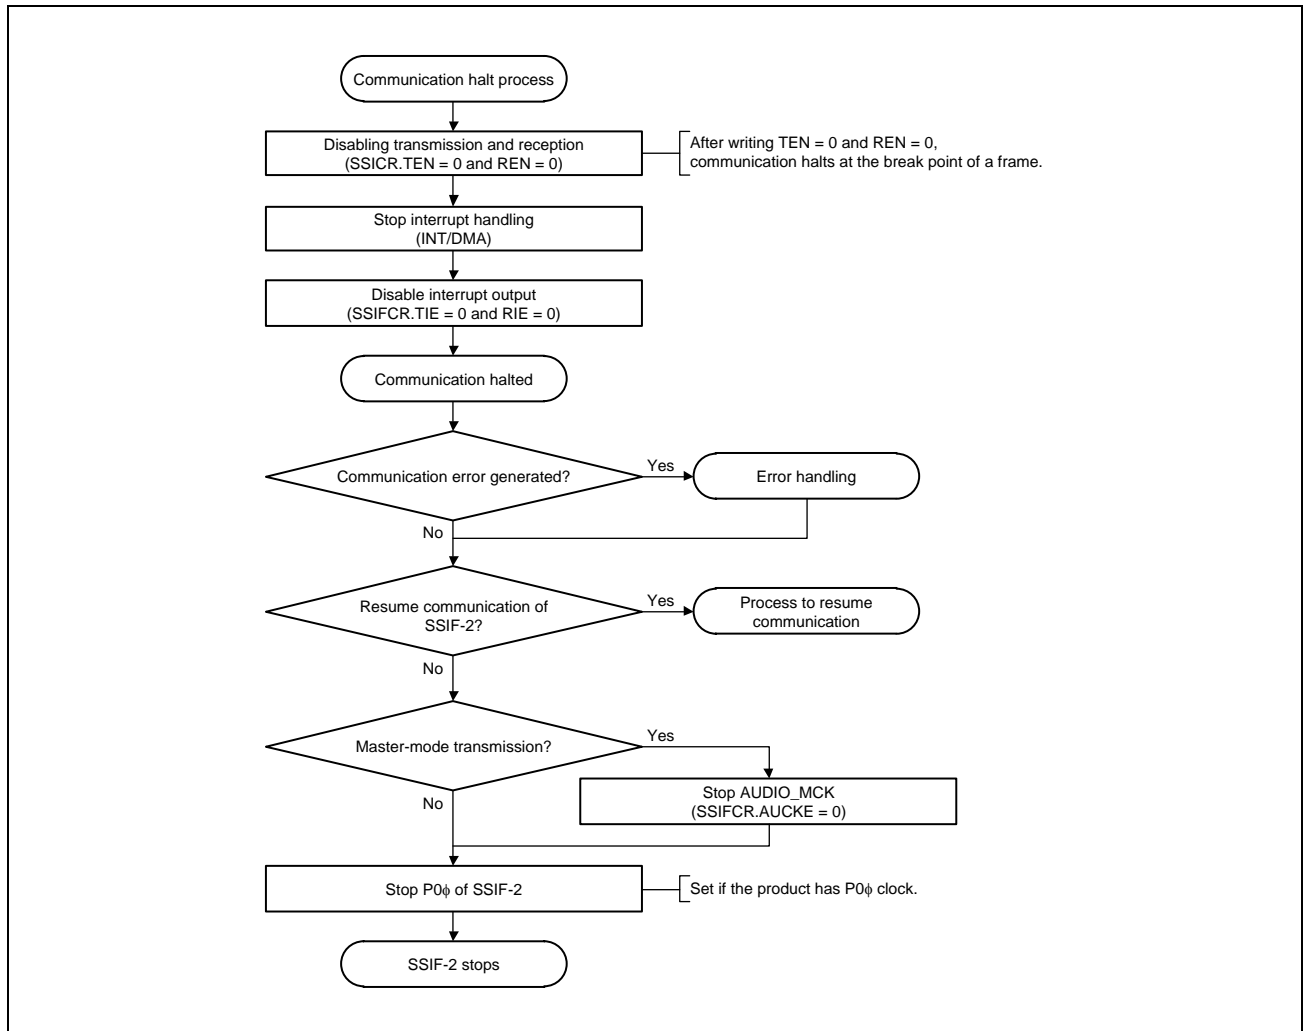 Communication halt process
Disabling transmission and reception
(SSICR.TEN = 0 and REN = 0)
After writing TEN = 0 and REN = 0,
communication halts at the break point of a frame.
Stop interrupt handling
(INT/DMA)
Disable interrupt output
(SSIFCR.TIE = 0 and RIE = 0)
Communication halted
Communication error generated?
Yes
Error handling
No
Resume communication of
SSIF-2?
Yes
Process to resume
communication
No
Master-mode transmission?
Yes
Stop AUDIO_MCK
(SSIFCR.AUCKE = 0)
No
Stop P0ϕ of SSIF-2
Set if the product has P0ϕ clock.
SSIF-2 stops